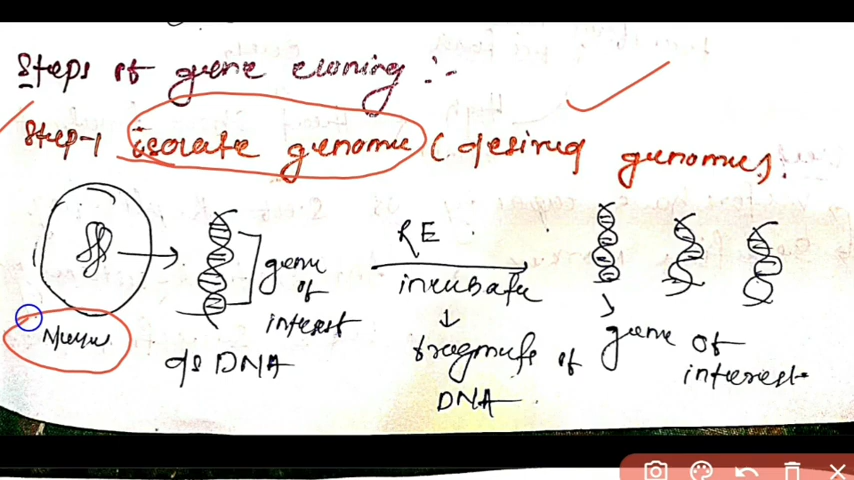 Steps of gene cloning :-
Step-1 isolate genome (desired genomes).
RE
incubate
gene
of
interest
ds DNA
fragments of
DNA
gene of
interest